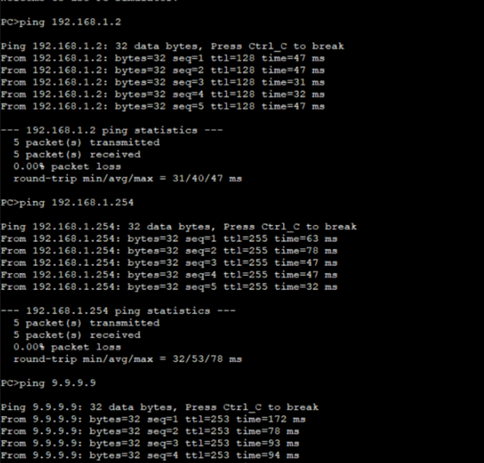 PC>ping 192.168.1.2
Ping 192.168.1.2: 32 data bytes, Press Ctrl_C to break
From 192.168.1.2: bytes=32 seq=1 ttl=128 time=47 ms
From 192.168.1.2: bytes=32 seq=2 ttl=128 time=47 ms
From 192.168.1.2: bytes=32 seq=3 ttl=128 time=31 ms
From 192.168.1.2: bytes=32 seq=4 ttl=128 time=32 ms
From 192.168.1.2: bytes=32 seq=5 ttl=128 time=47 ms
--- 192.168.1.2 ping statistics ---
5 packet(s) transmitted
5 packet(s) received
0.00% packet loss
round-trip min/avg/max = 31/40/47 ms
PC>ping 192.168.1.254
Ping 192.168.1.254: 32 data bytes, Press Ctrl_C to break
From 192.168.1.254: bytes=32 seq=1 ttl=255 time=63 ms
From 192.168.1.254: bytes=32 seq=2 ttl=255 time=78 ms
From 192.168.1.254: bytes=32 seq=3 ttl=255 time=47 ms
From 192.168.1.254: bytes=32 seq=4 ttl=255 time=47 ms
From 192.168.1.254: bytes=32 seq=5 ttl=255 time=32 ms
--- 192.168.1.254 ping statistics ---
5 packet(s) transmitted
5 packet(s) received
0.00% packet loss
round-trip min/avg/max = 32/53/78 ms
PC>ping 9.9.9.9
Ping 9.9.9.9: 32 data bytes, Press Ctrl_C to break
From 9.9.9.9: bytes=32 seq=1 ttl=253 time=172 ms
From 9.9.9.9: bytes=32 seq=2 ttl=253 time=78 ms
From 9.9.9.9: bytes=32 seq=3 ttl=253 time=93 ms
From 9.9.9.9: bytes=32 seq=4 ttl=253 time=94 ms